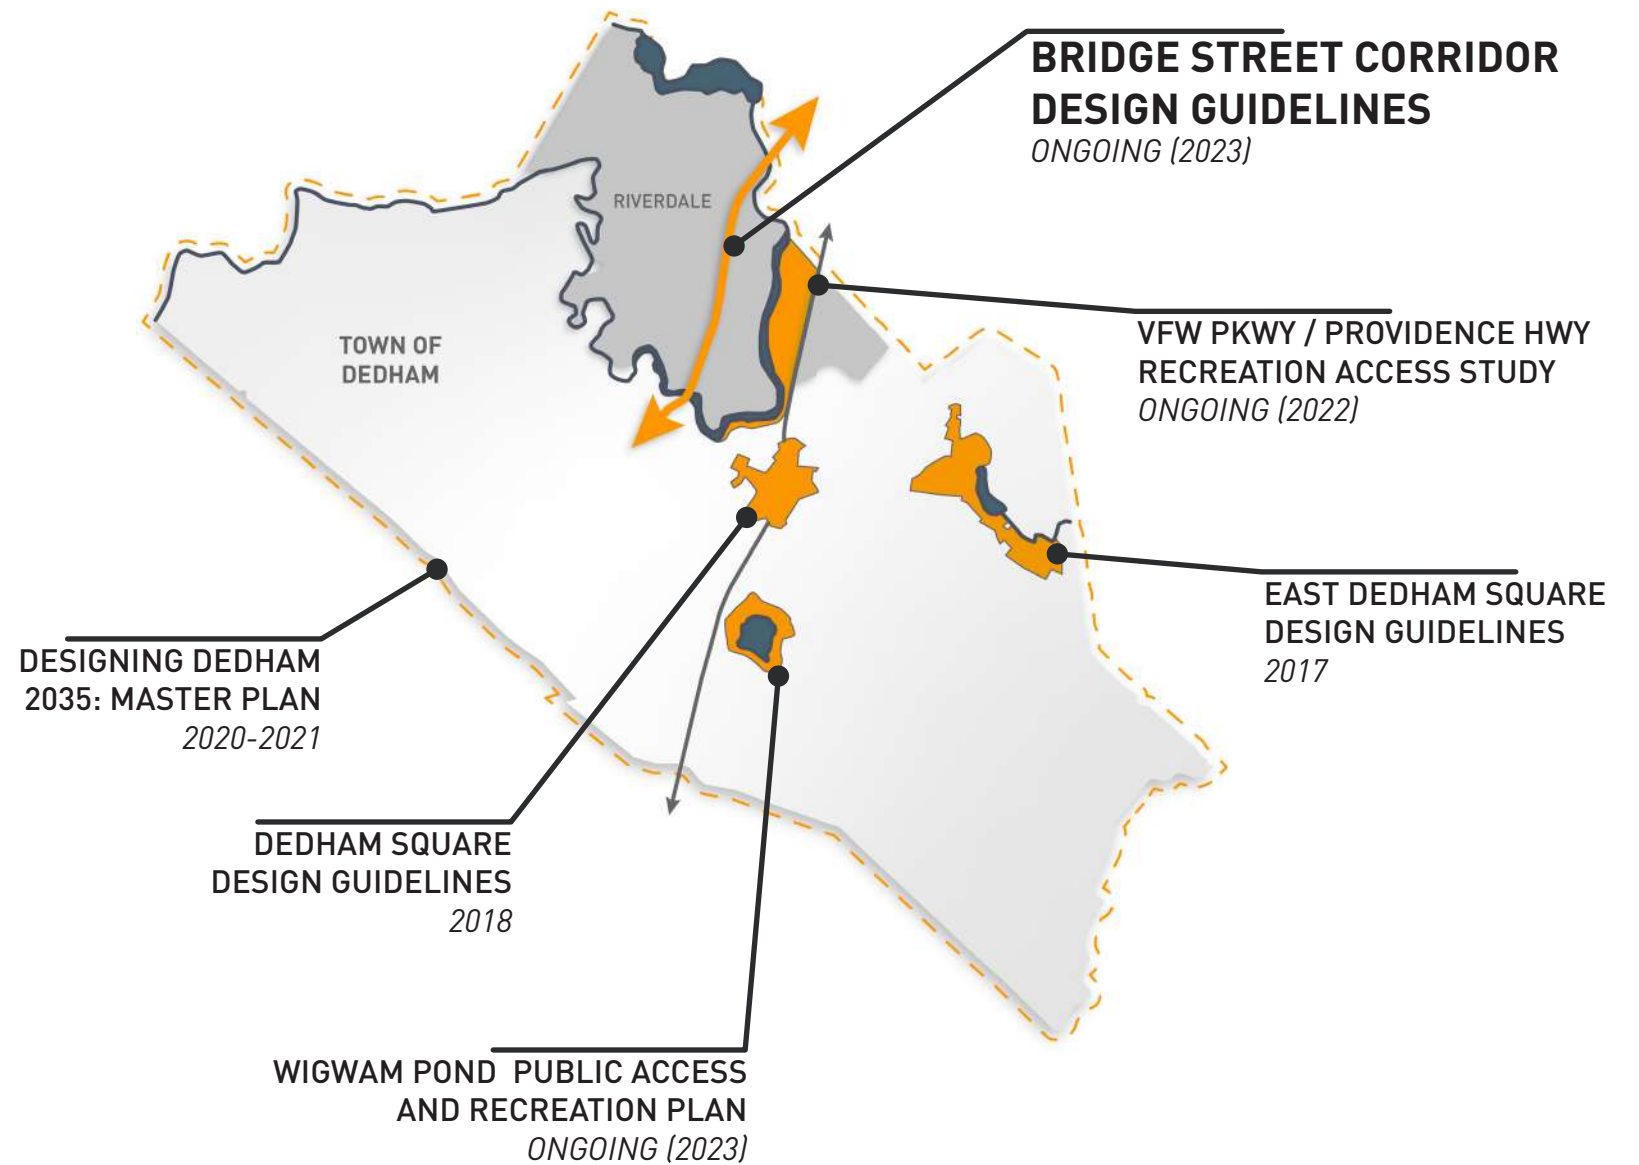 BRIDGE STREET CORRIDOR
DESIGN GUIDELINES
ONGOING (2023)
RIVERDALE
VFW PKWY / PROVIDENCE HWY
RECREATION ACCESS STUDY
ONGOING (2022)
TOWN OF
DEDHAM
EAST DEDHAM SQUARE
DESIGN GUIDELINES
2017
DESIGNING DEDHAM
2035: MASTER PLAN
2020-2021
DEDHAM SQUARE
DESIGN GUIDELINES
2018
WIGWAM POND  PUBLIC ACCESS
AND RECREATION PLAN
ONGOING (2023)